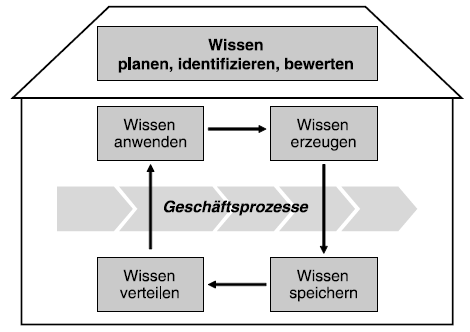 Wissen
planen, identifizieren, bewerten
Wissen
anwenden
Wissen
erzeugen
Geschäftsprozesse
Wissen
verteilen
Wissen
speichern